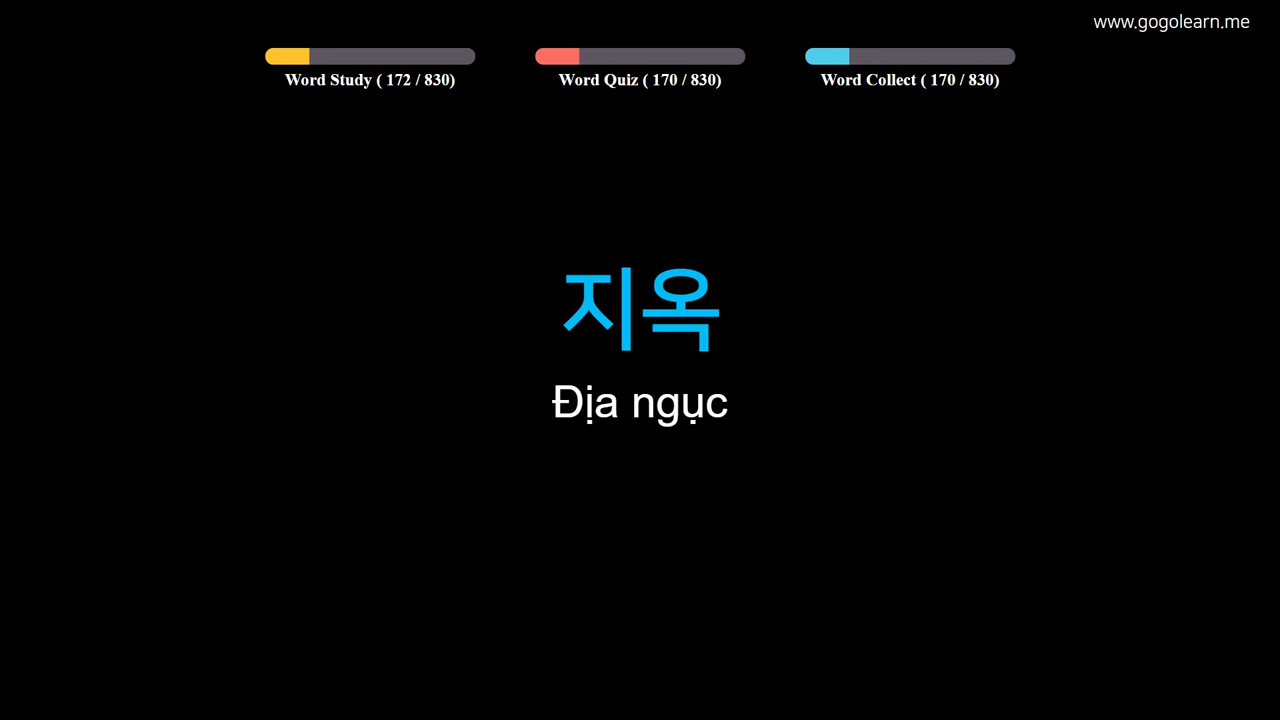 www.gogolearn.me
Word Study ( 172 / 830)
Word Quiz ( 170 / 830)
Word Collect ( 170 / 830)
지옥
Địa ngục